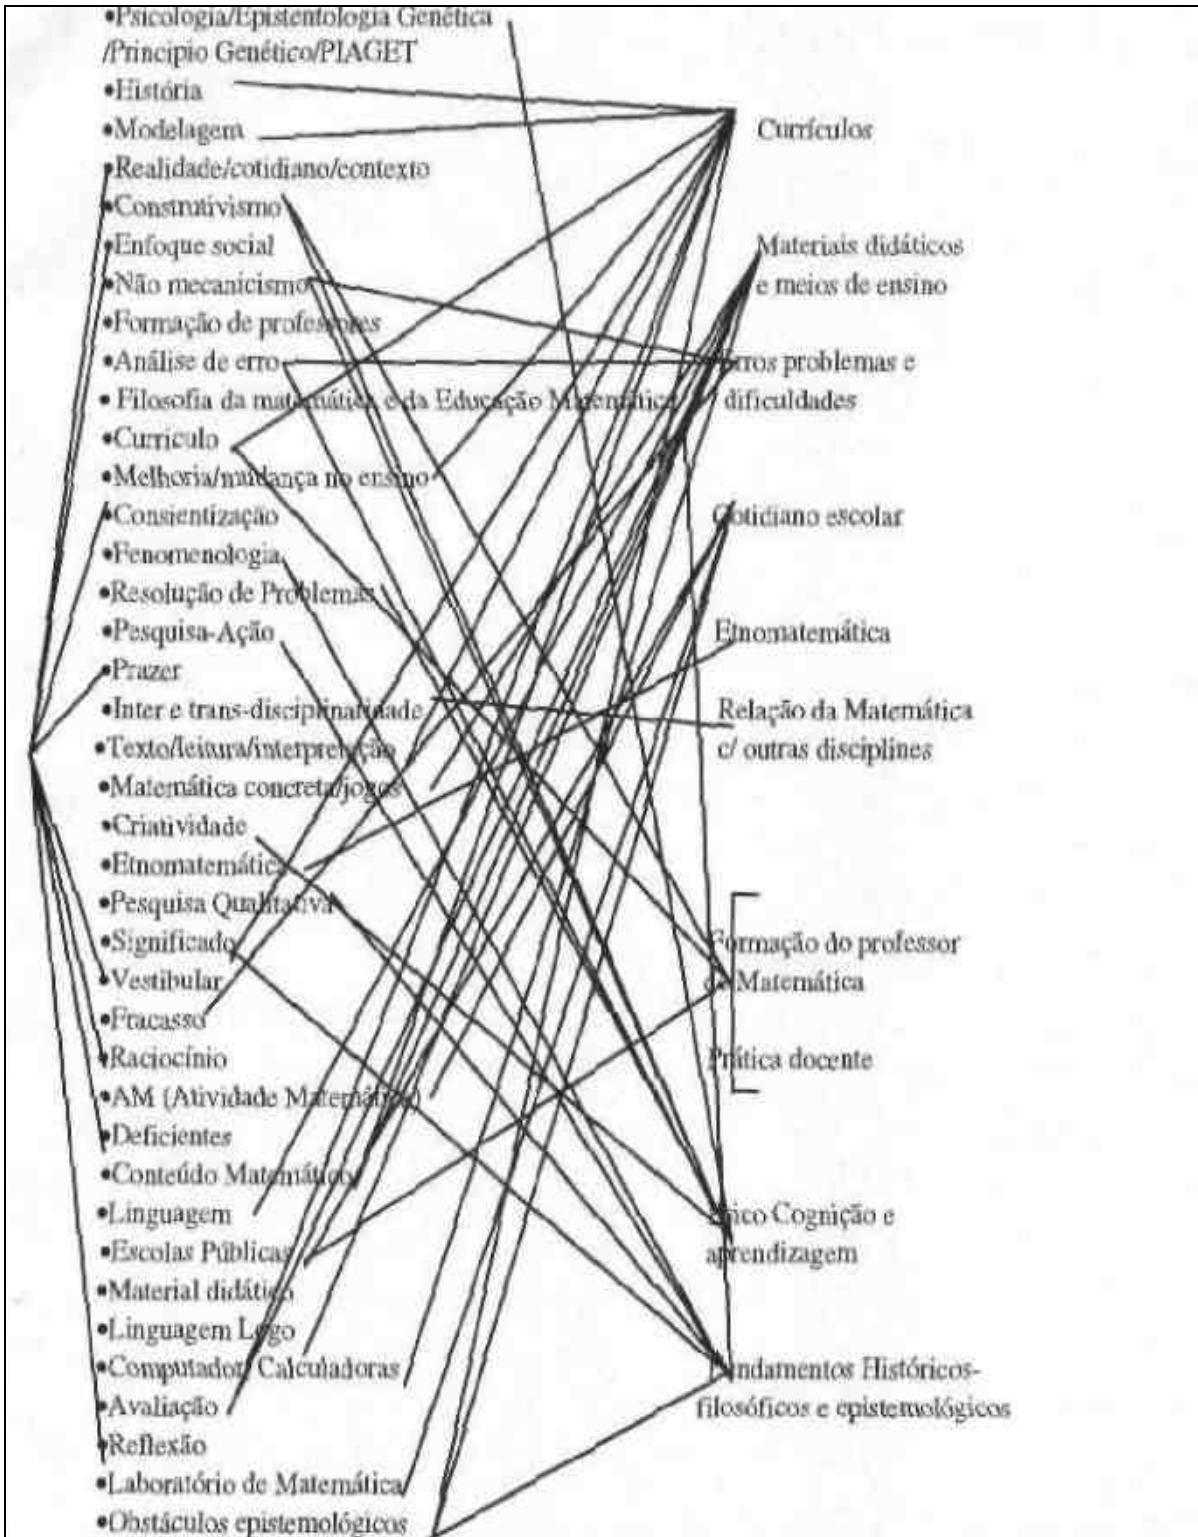 •Psicologia/Epistentologia Genética
/Principio Genético/PIAGET
•História
•Modelagem
•Realidade/cotidiano/contexto
•Construtivismo
•Enfoque social
•Não mecanicismo
•Formação de professores
•Análise de erro
• Filosofia da matemática e da Educação Matemática
•Currículo
•Melhoria/mudança no ensino
•Consientização
•Fenomenologia
•Resolução de Problemas
•Pesquisa-Ação
•Prazer
•Inter e trans-disciplinatinade
•Texto/leitura/interpretação
•Matemática concreta/jogos
•Criatividade
•Etnomatemática
•Pesquisa Qualitativa
•Significado
•Vestibular
•Fracasso
•Raciocínio
•AM (Atividade Matemática)
•Deficientes
•Conteúdo Matemático
•Linguagem
•Escolas Públicas
•Material didático
•Linguagem Logo
•Computador/ Calculadoras
•Avaliação
•Reflexão
•Laboratório de Matemática
•Obstáculos epistemológicos
Currículos
Materiais didáticos
e meios de ensino
Erros problemas e
dificuldades
Cotidiano escolar
Etnomatemática
Relação da Matemática
c/ outras disciplines
Formação do professor
de Matemática
Prática docente
Psico Cognição e
aprendizagem
Fundamentos Históricos-
filosóficos e epistemológicos